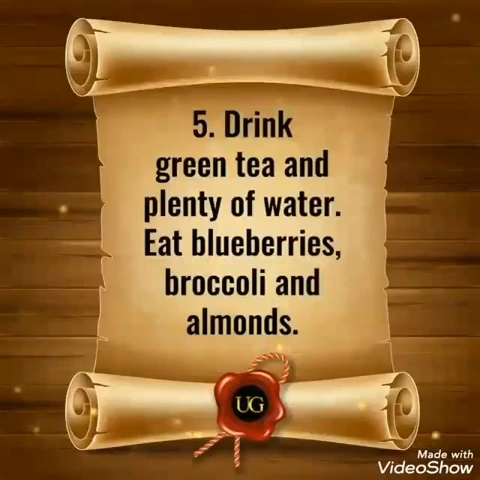 5. Drink
green tea and
plenty of water.
Eat blueberries,
broccoli and
almonds.
UG
Made with
VideoShow